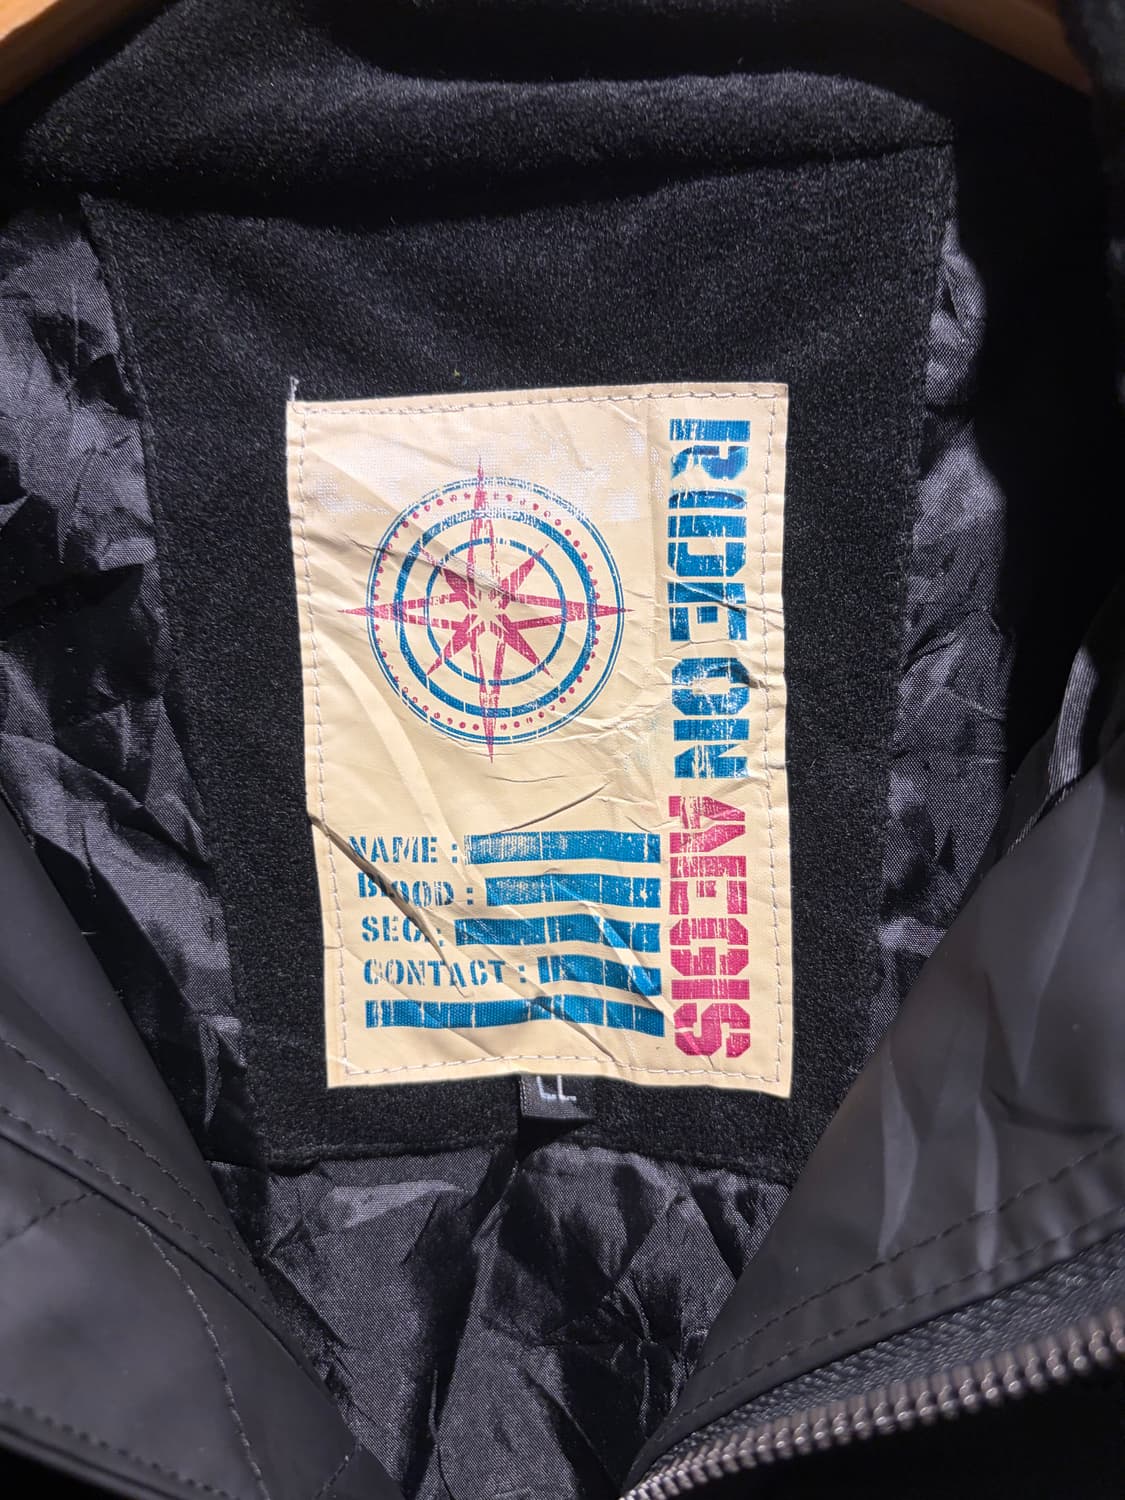 RIDE ON AEGIS
NAME :
BLOOD :
CONTACT :
LL